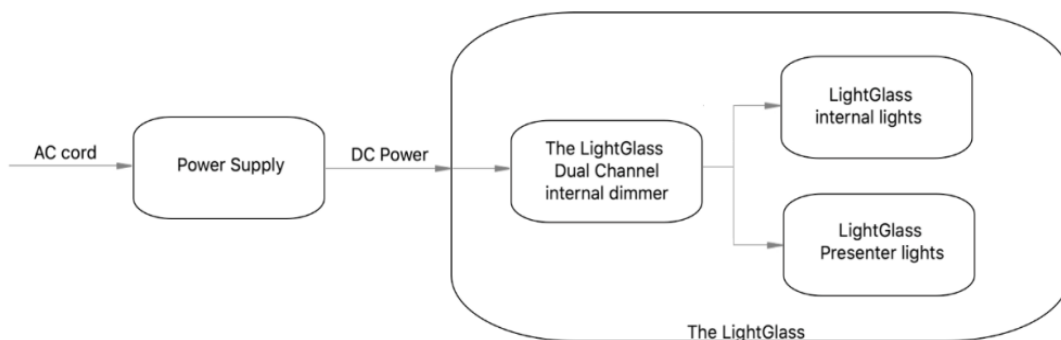 AC cord
Power Supply
DC Power
The LightGlass
Dual Channel
internal dimmer
LightGlass
internal lights
LightGlass
Presenter lights
The LightGlass